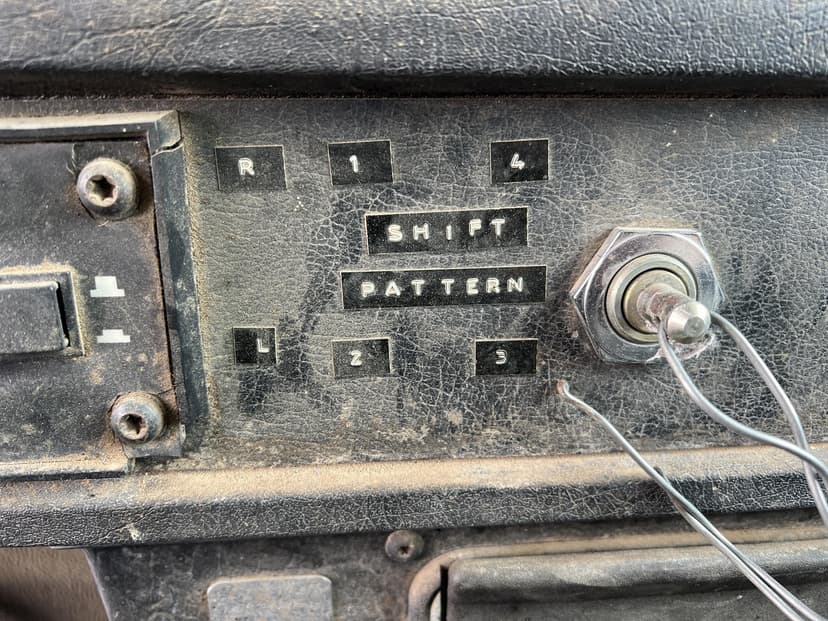 R 1 4
SHIFT
PATTERN
L 2 3